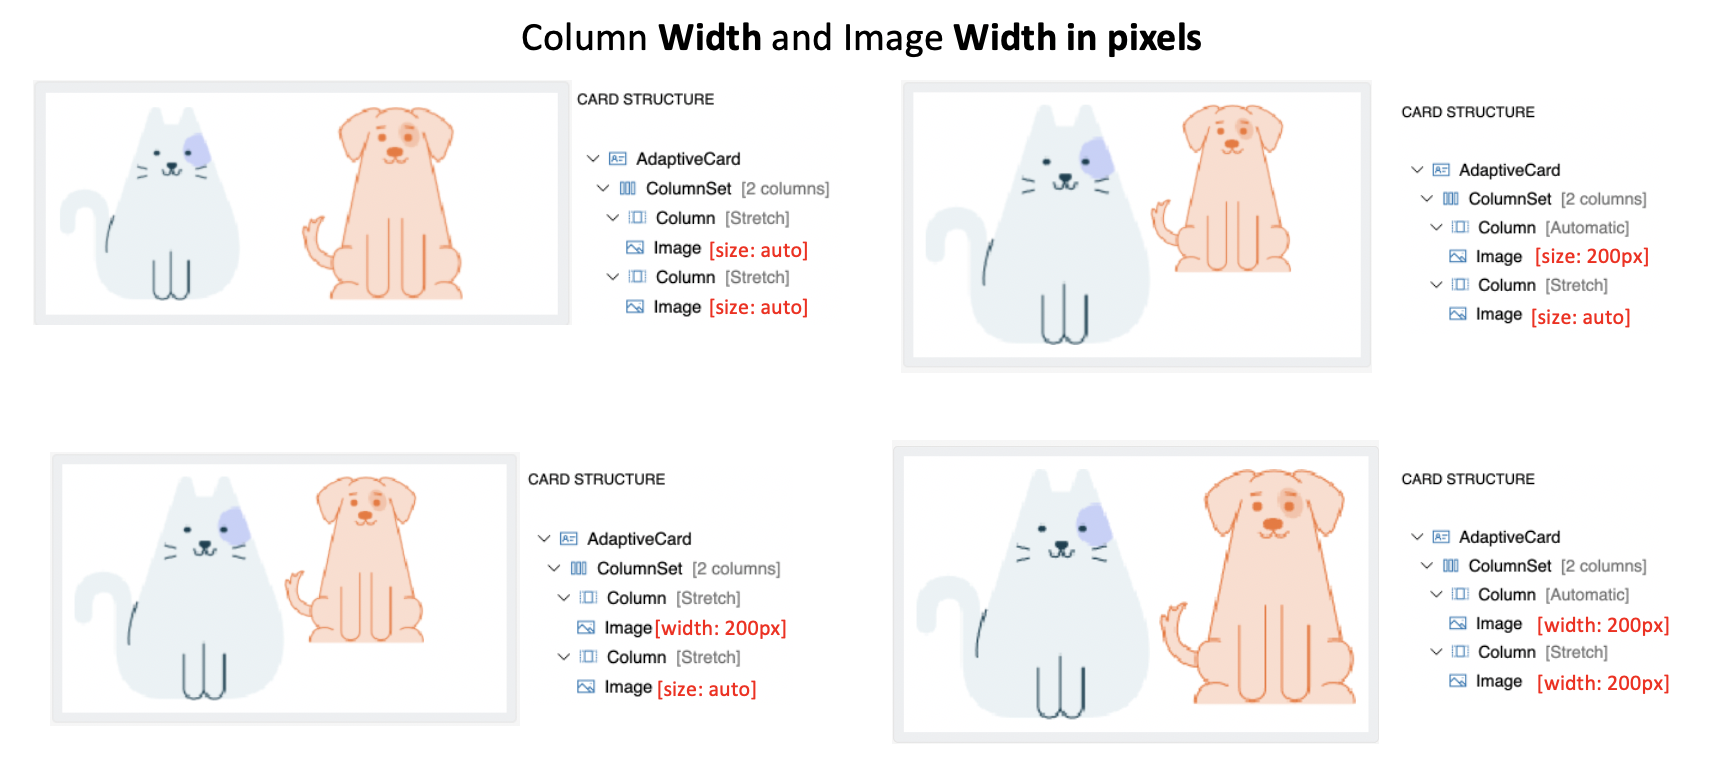 Column Width and Image Width in pixels
CARD STRUCTURE
AdaptiveCard
ColumnSet [2 columns]
Column [Stretch]
Image [size: auto]
Column [Stretch]
Image [size: auto]
CARD STRUCTURE
AdaptiveCard
ColumnSet [2 columns]
Column [Automatic]
Image [size: 200px]
Column [Stretch]
Image [size: auto]
CARD STRUCTURE
AdaptiveCard
ColumnSet [2 columns]
Column [Stretch]
Image [width: 200px]
Column [Stretch]
Image [size: auto]
CARD STRUCTURE
AdaptiveCard
ColumnSet [2 columns]
Column [Automatic]
Image [width: 200px]
Column [Stretch]
Image [width: 200px]